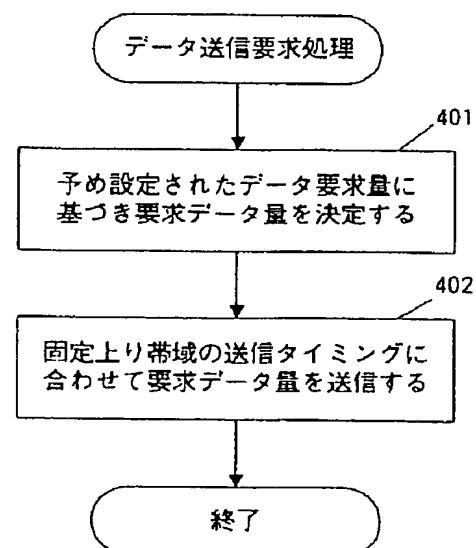 データ送信要求処理
401
予め設定されたデータ要求量に
基づき要求データ量を決定する
402
固定上り帯域の送信タイミングに
合わせて要求データ量を送信する
終了